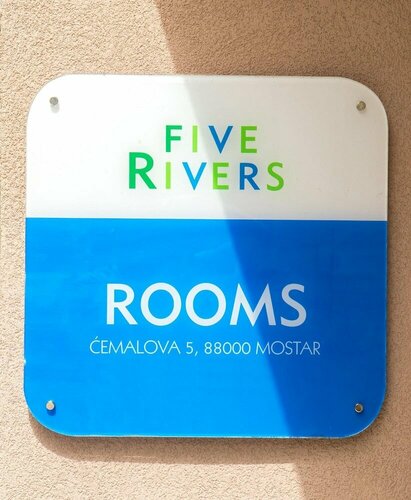 FIVE
RIVERS
ROOMS
ĆEMALOVA 5, 88000 MOSTAR